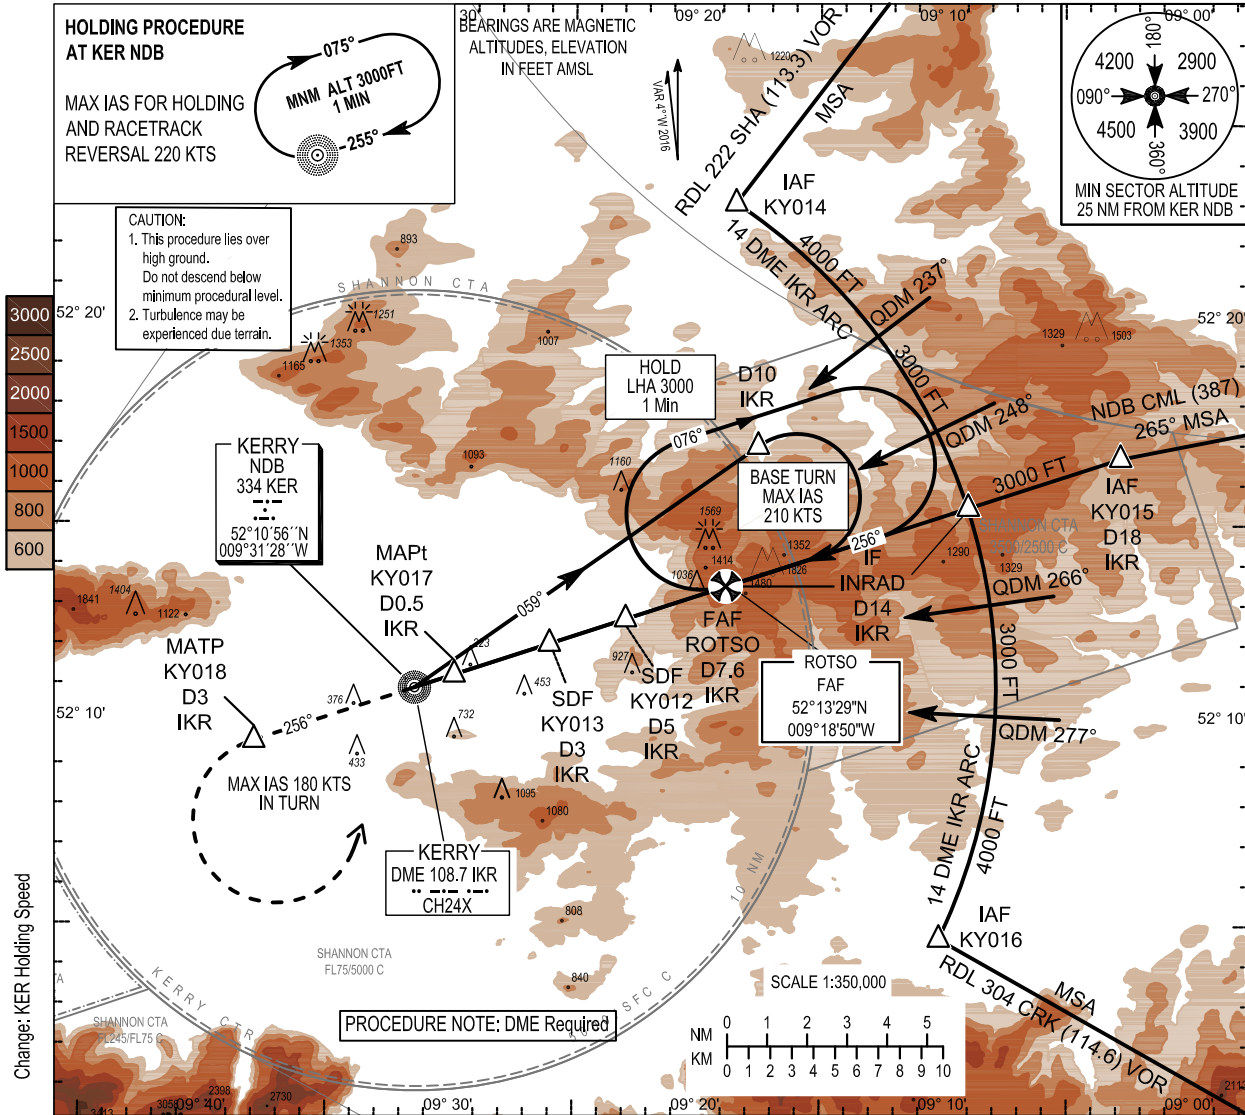 HOLDING PROCEDURE
AT KER NDB
MAX IAS FOR HOLDING
AND RACETRACK
REVERSAL 220 KTS
075°
MNM ALT 3000FT
1 MIN
255°
30'
BEARINGS ARE MAGNETIC
ALTITUDES, ELEVATION
IN FEET AMSL
VAR 4°W 2016
09° 20'
09° 10'
09° 00'
1220
RDL 222 SHA (113.3) VOR
MSA
180°
4200
2900
090°
270°
4500
3900
360°
MIN SECTOR ALTITUDE
25 NM FROM KER NDB
CAUTION:
1. This procedure lies over
high ground.
Do not descend below
minimum procedural level.
2. Turbulence may be
experienced due terrain.
893
IAF
KY014
14 DME IKR ARC
4000 FT
QDM 237°
SHANNON CTA
1251
1353
1165
1007
52° 20'
52° 20'
3000
2500
2000
1500
1000
800
600
1329
1503
HOLD
LHA 3000
1 Min
D10
IKR
3000 FT
QDM 248°
NDB CML (387)
265° MSA
076°
1093
1160
KERRY
NDB
334 KER
52°10'56´´N
009°31'28´´W
BASE TURN
MAX IAS
210 KTS
3000 FT
IAF
KY015
D18
IKR
1569
1414
1352
1826
1480
1036
256°
SHANNON CTA
1290
1329
IF
INRAD
D14
IKR
QDM 266°
MAPt
KY017
D0.5
IKR
059°
1841
1404
1122
MATP
KY018
D3
IKR
FAF
ROTSO
D7.6
IKR
ROTSO
FAF
52°13'29"N
009°18'50"W
3000 FT
927
SDF
KY012
D5
IKR
453
SDF
KY013
D3
IKR
376
732
433
256°
52° 10'
52° 10'
QDM 277°
MAX IAS 180 KTS
IN TURN
1095
1080
14 DME IKR ARC
4000 FT
KERRY
DME 108.7 IKR
CH24X
10 NM
808
840
IAF
KY016
SHANNON CTA
FL75/5000 C
SCALE 1:350,000
RDL 304 CRK (114.6) VOR
MSA
KERRY CTR
SFC C
SHANNON CTA
FL245/FL75 C
PROCEDURE NOTE: DME Required
NM
0 1 2 3 4 5
KM
0 1 2 3 4 5 6 7 8 9 10
2398
2730
3413
09° 40'
09° 30'
09° 20'
09° 10'
09° 00'
Change: KER Holding Speed